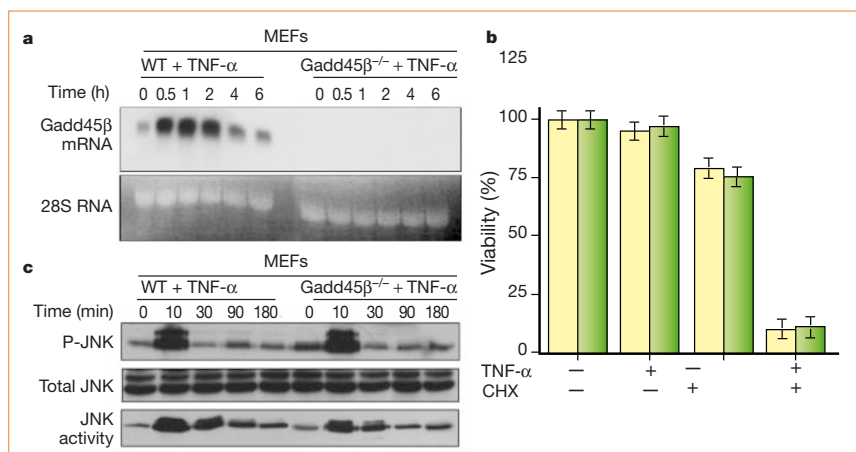 a
MEFs
WT + TNF-α Gadd45β−/− + TNF-α
Time (h) 0 0.5 1 2 4 6 0 0.5 1 2 4 6
Gadd45β
mRNA
28S RNA
c
MEFs
WT + TNF-α Gadd45β−/− + TNF-α
Time (min) 0 10 30 90 180 0 10 30 90 180
P-JNK
Total JNK
JNK
activity
b
125
100
75
50
25
0
Viability (%)
TNF-α — + — +
CHX — — + +